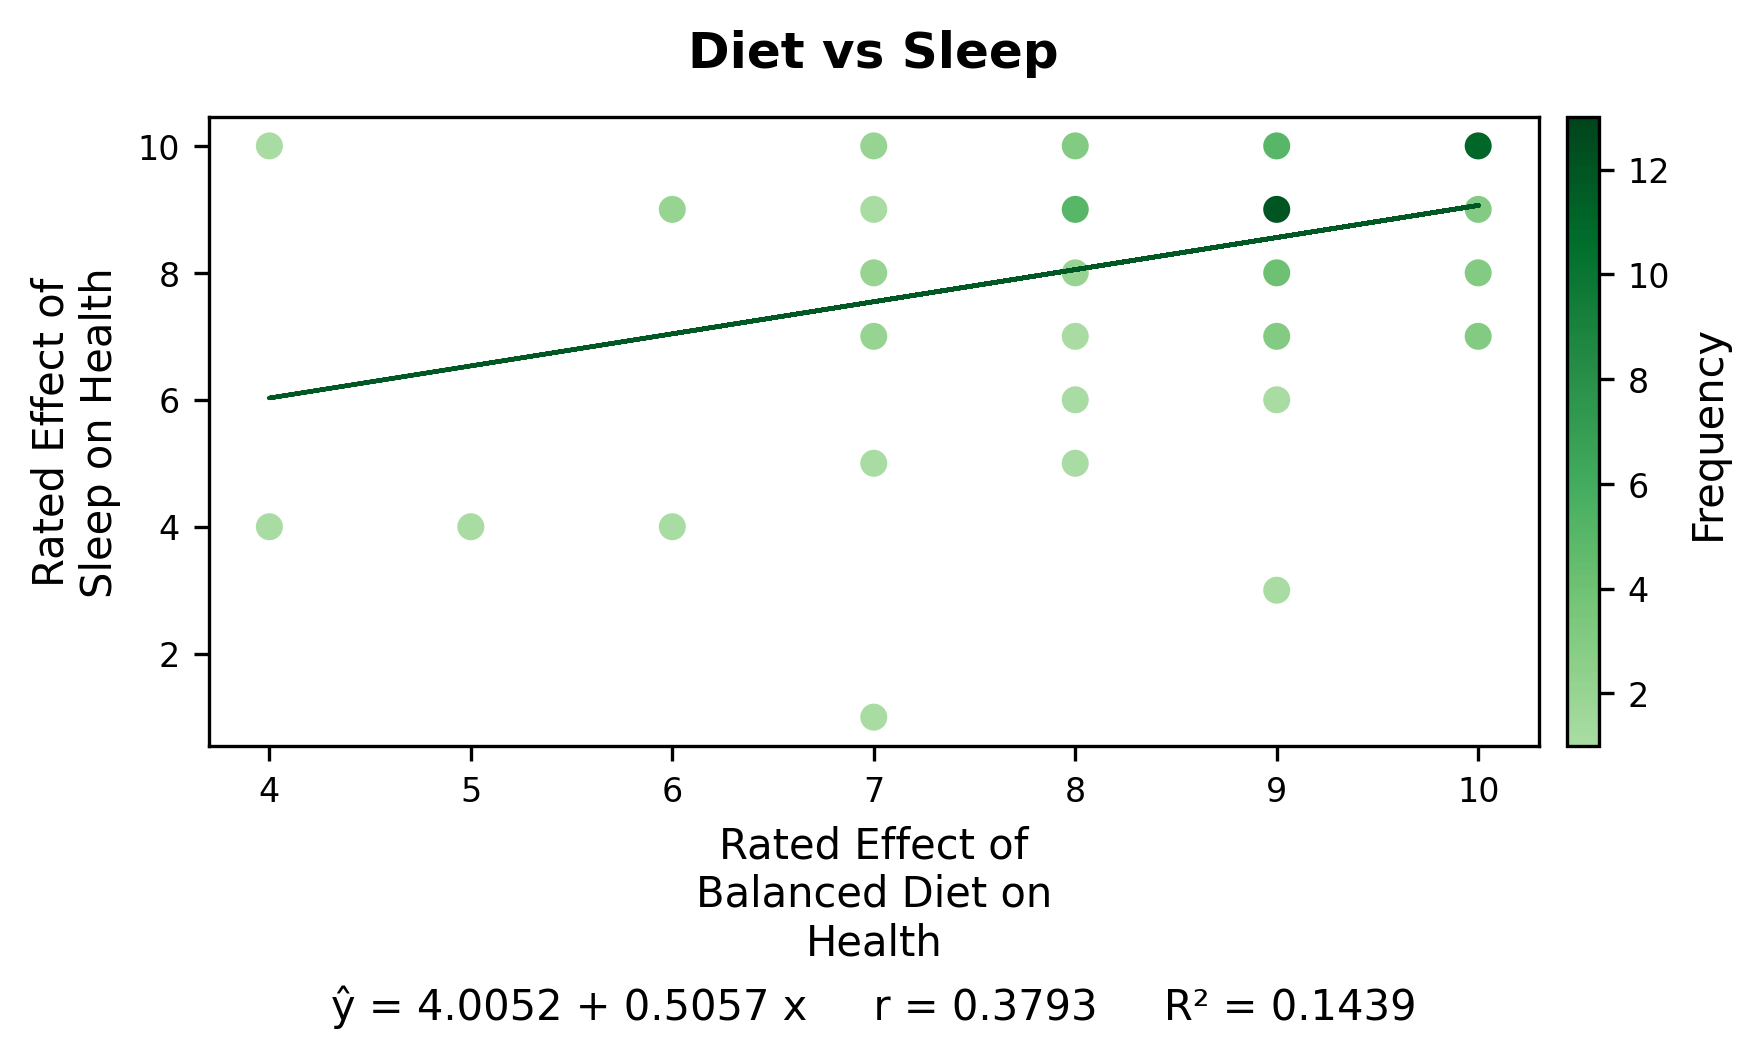 Diet vs Sleep
Rated Effect of
Sleep on Health
10
8
6
4
2
4 5 6 7 8 9 10
Rated Effect of
Balanced Diet on
Health
12
10
8
6
4
2
Frequency
ŷ = 4.0052 + 0.5057 x r = 0.3793 R² = 0.1439